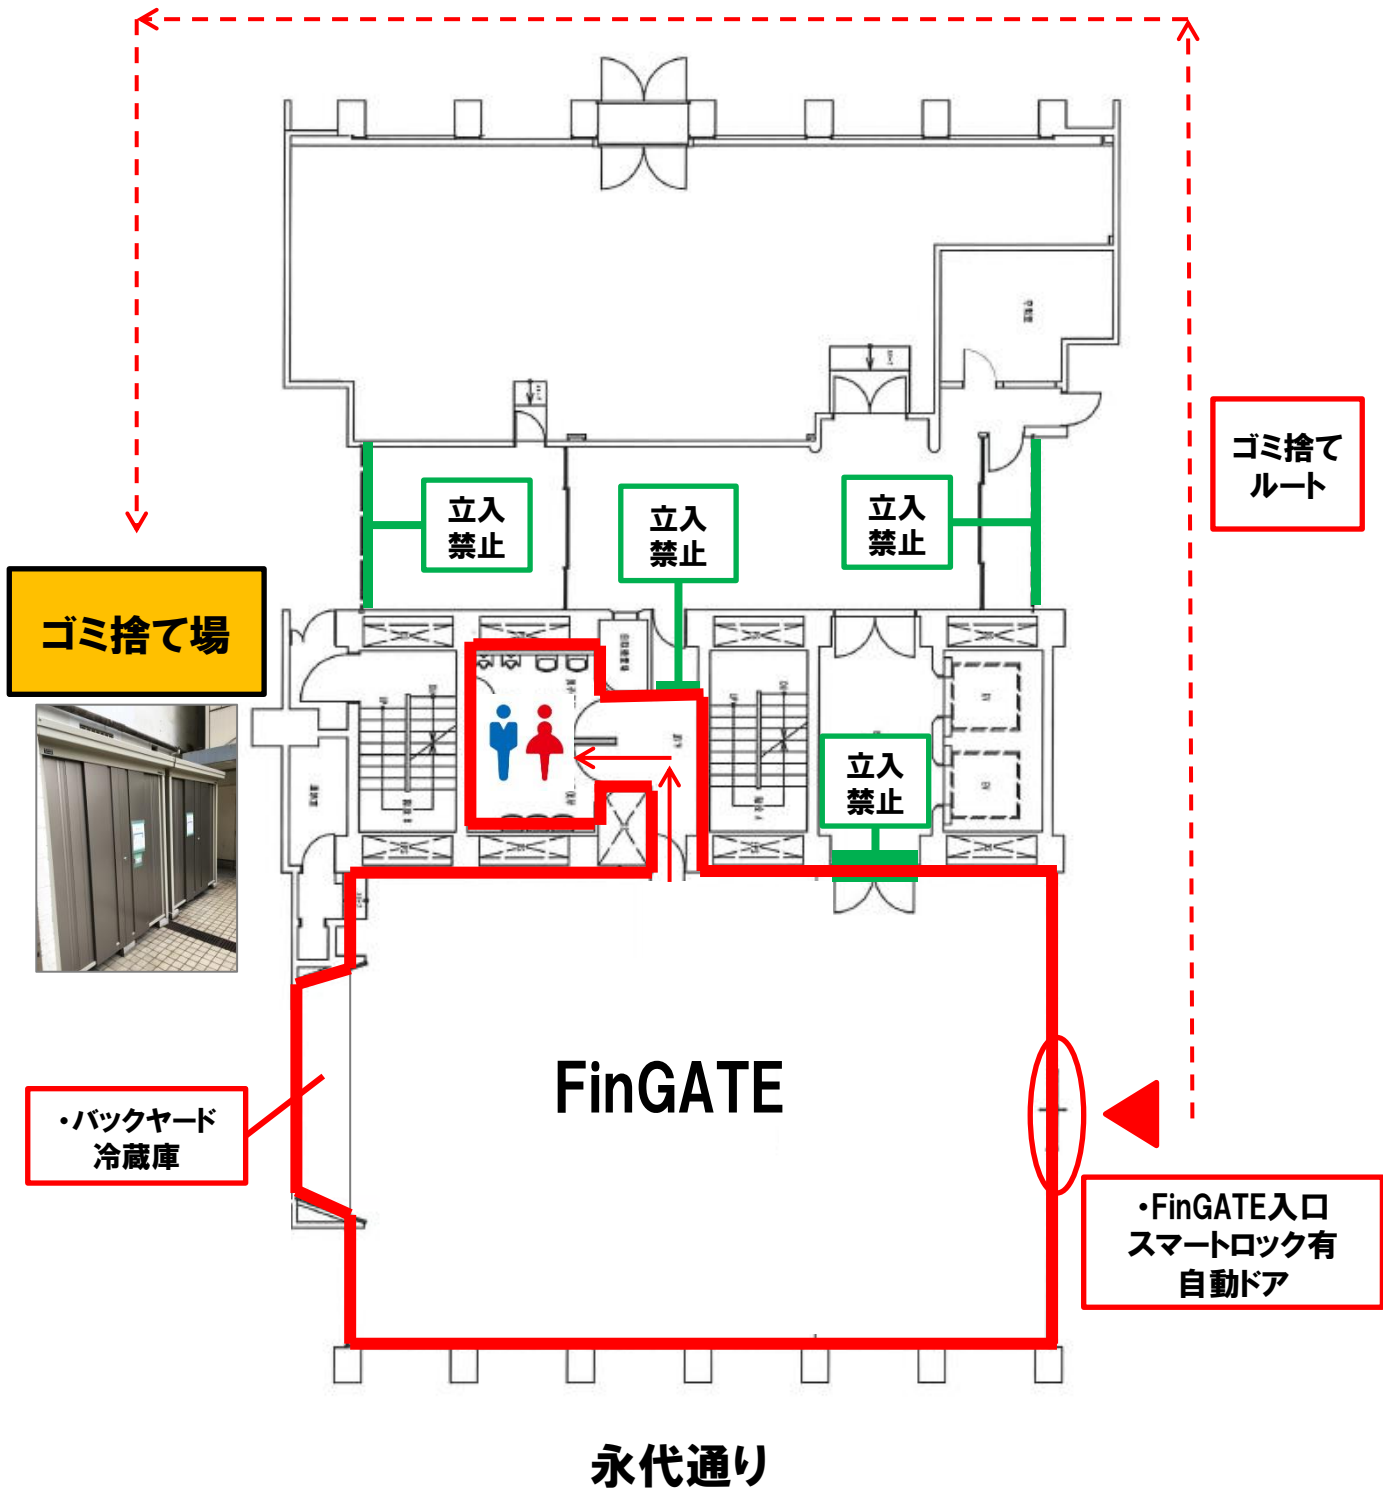 ゴミ捨て
ルート
立入
禁止
立入
禁止
立入
禁止
ゴミ捨て場
立入
禁止
FinGATE
・バックヤード
冷蔵庫
・FinGATE入口
スマートロック有
自動ドア
永代通り